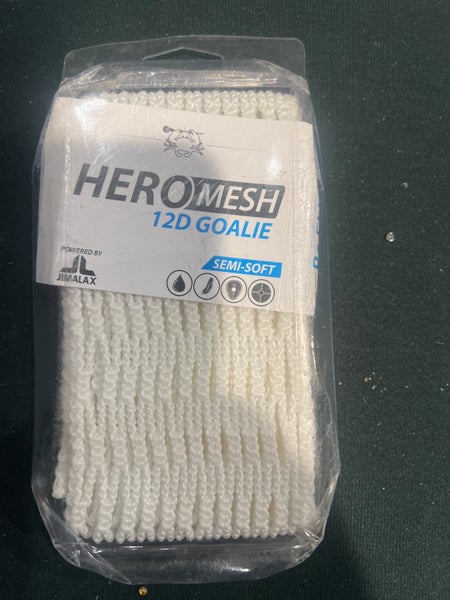 HEROMESH
12D GOALIE
SEMI-SOFT
POWERED BY
JIMALAX